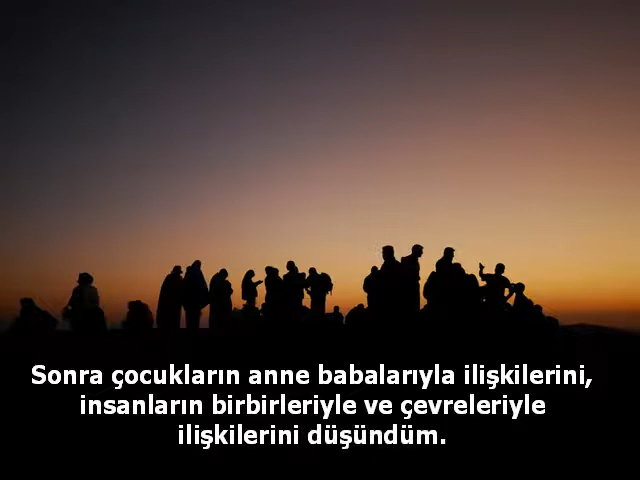 Sonra çocukların anne babalarıyla ilişkilerini,
insanların birbirleriyle ve çevreleriyle
ilişkilerini düşündüm.